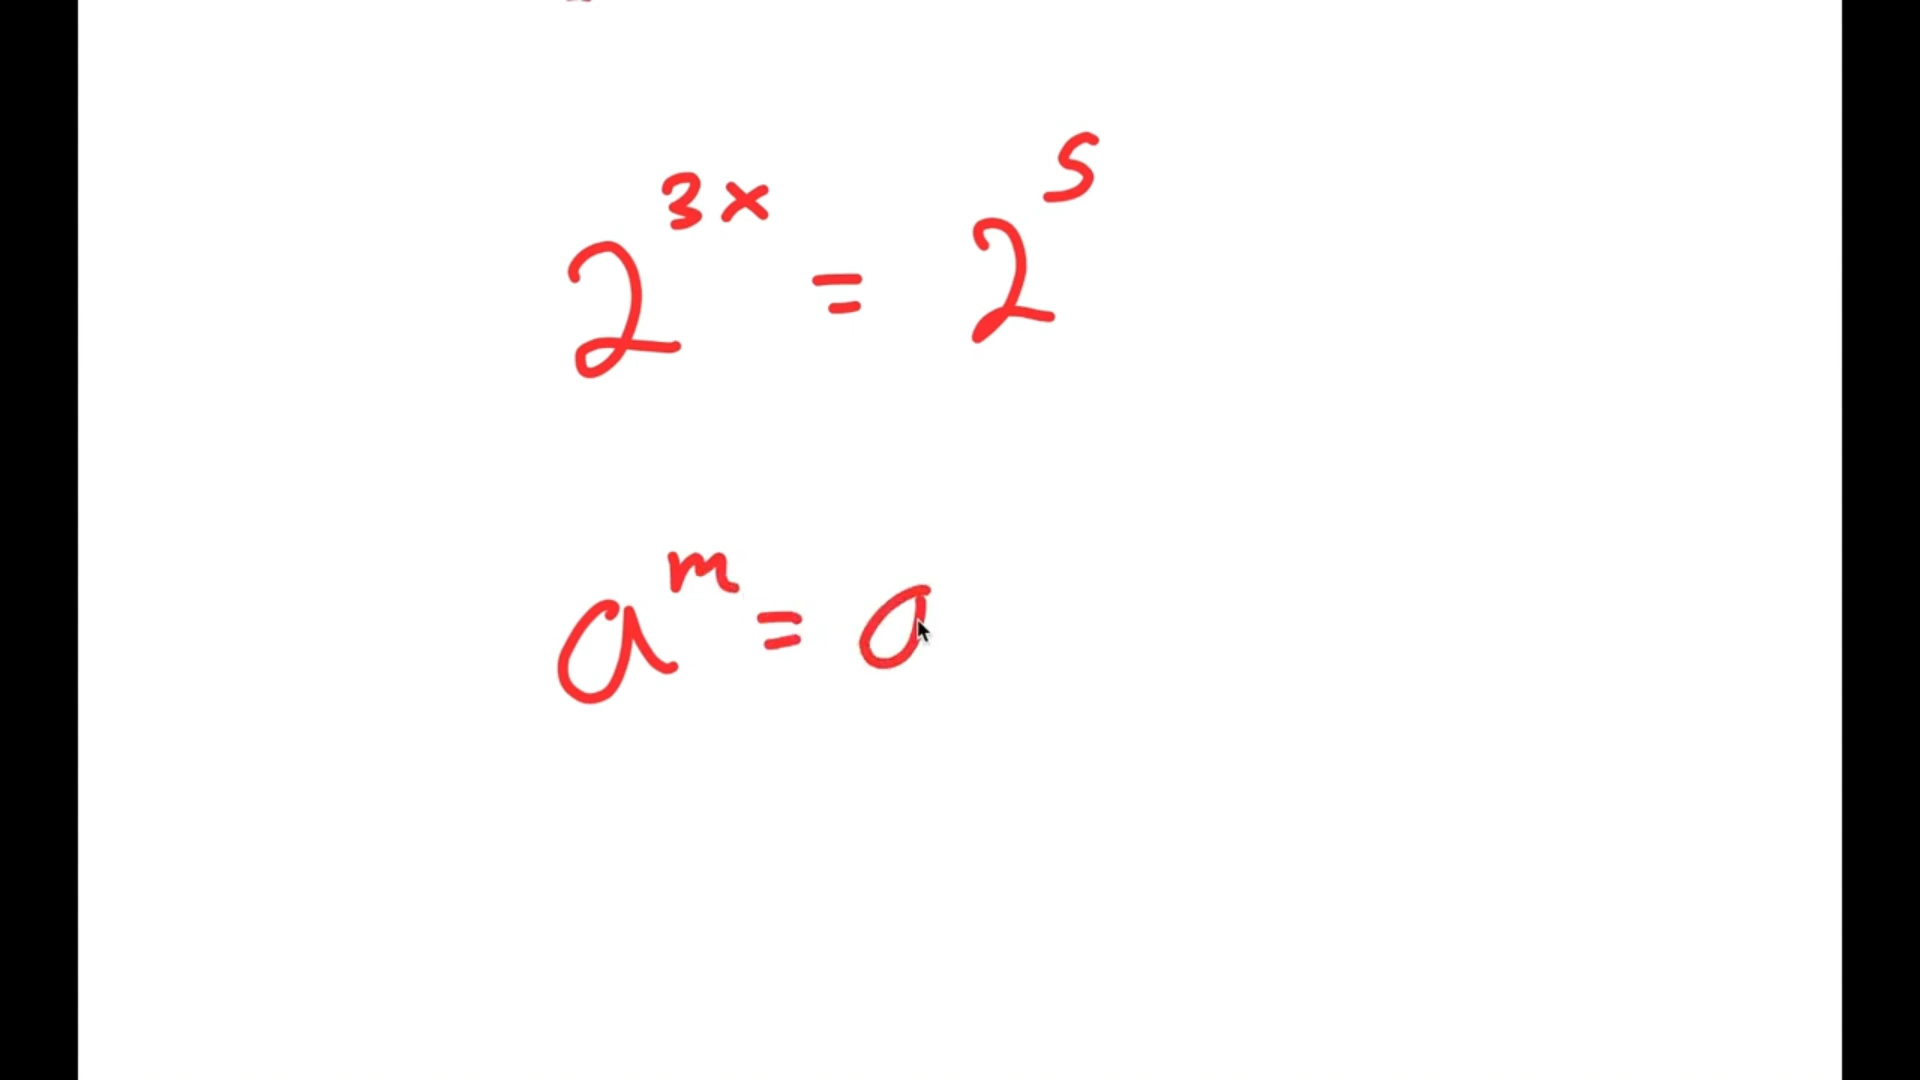 2^{3x} = 2^5
a^m = a